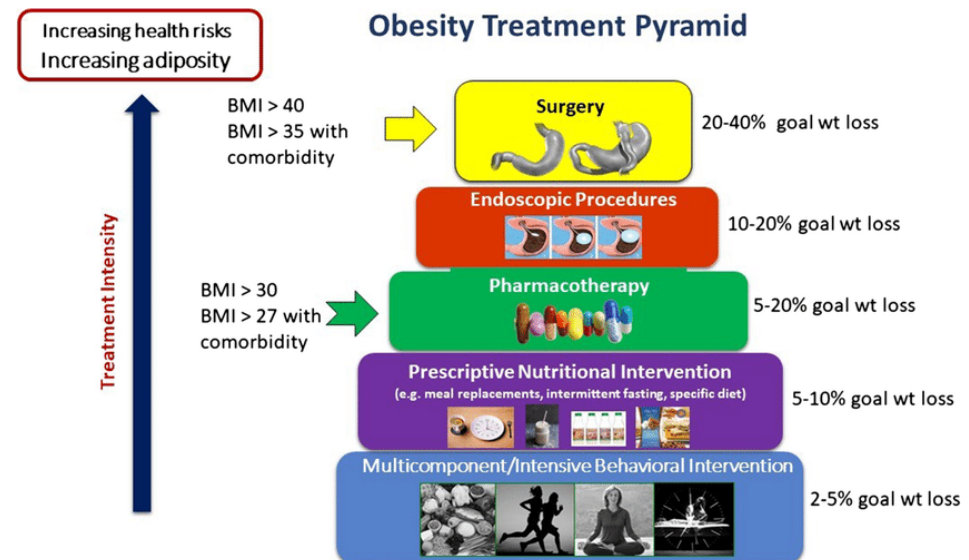 Obesity Treatment Pyramid
Increasing health risks
Increasing adiposity
Treatment Intensity
BMI > 40
BMI > 35 with
comorbidity
Surgery
20-40% goal wt loss
Endoscopic Procedures
10-20% goal wt loss
BMI > 30
BMI > 27 with
comorbidity
Pharmacotherapy
5-20% goal wt loss
Prescriptive Nutritional Intervention
(e.g. meal replacements, intermittent fasting, specific diet)
5-10% goal wt loss
Multicomponent/Intensive Behavioral Intervention
2-5% goal wt loss